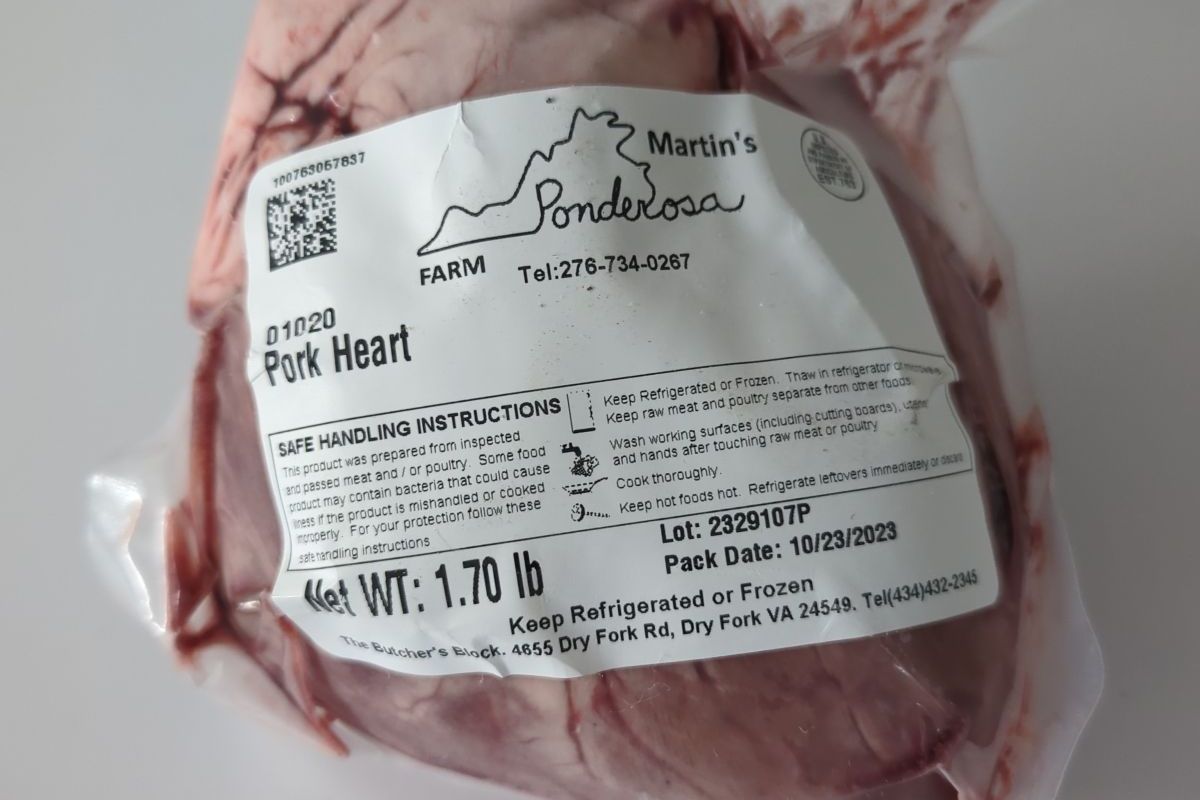 100763067837
Martin's
Ponderosa
FARM
Tel:276-734-0267
EST.
01020
Pork Heart
SAFE HANDLING INSTRUCTIONS
This product was prepared from inspected
and passed meat and / or poultry. Some food
product may contain bacteria that could cause
illness if the product is mishandled or cooked
improperly. For your protection follow these
safe handling instructions
Keep Refrigerated or Frozen. Thaw in refrigerator or microwave.
Keep raw meat and poultry separate from other foods.
Wash working surfaces (including cutting boards), utens
and hands after touching raw meat or poultry
Cook thoroughly.
Keep hot foods hot. Refrigerate leftovers immediately or discard
Net WT: 1.70 lb
Lot: 2329107P
Pack Date: 10/23/2023
Keep Refrigerated or Frozen
The Butcher's Block. 4655 Dry Fork Rd, Dry Fork VA 24549. Tel(434)432-2345